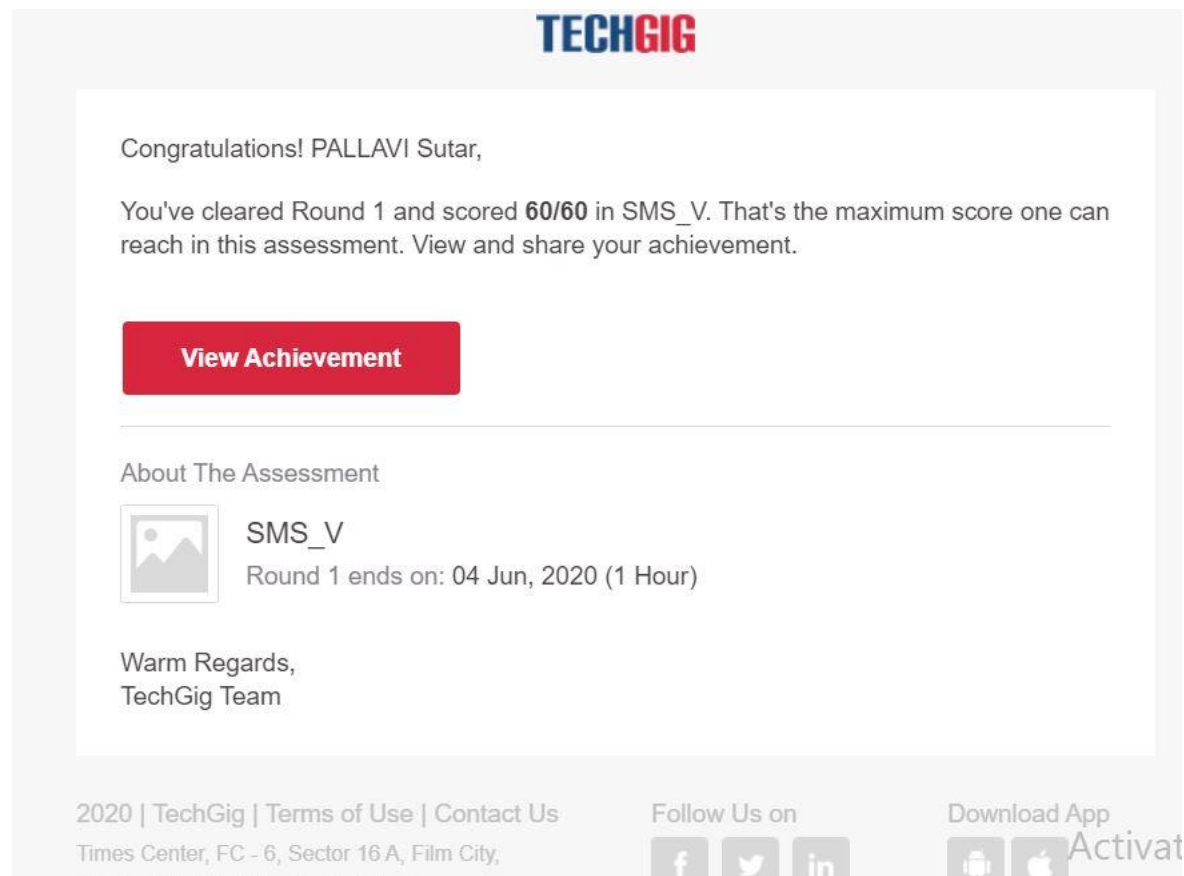 TECHGIG
Congratulations! PALLAVI Sutar,
You've cleared Round 1 and scored 60/60 in SMS_V. That's the maximum score one can
reach in this assessment. View and share your achievement.
View Achievement
About The Assessment
SMS_V
Round 1 ends on: 04 Jun, 2020 (1 Hour)
Warm Regards,
TechGig Team
2020 | TechGig | Terms of Use | Contact Us
Times Center, FC - 6, Sector 16 A, Film City,
Follow Us on
Download App
Activat